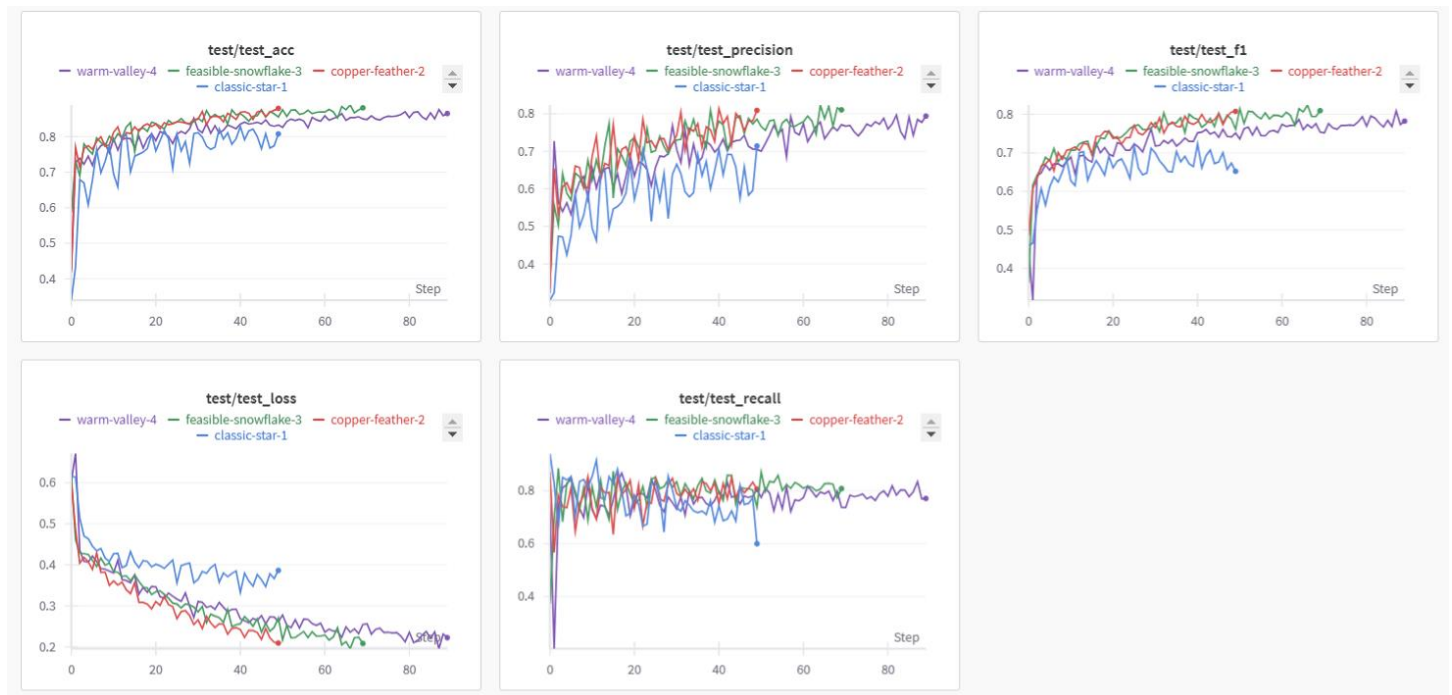 test/test_acc
warm-valley-4 feasible-snowflake-3 copper-feather-2
classic-star-1
0.8
0.7
0.6
0.5
0.4
Step
0 20 40 60 80
test/test_precision
warm-valley-4 feasible-snowflake-3 copper-feather-2
classic-star-1
0.8
0.7
0.6
0.5
0.4
Step
0 20 40 60 80
test/test_f1
warm-valley-4 feasible-snowflake-3 copper-feather-2
classic-star-1
0.8
0.7
0.6
0.5
0.4
Step
0 20 40 60 80
test/test_loss
warm-valley-4 feasible-snowflake-3 copper-feather-2
classic-star-1
0.6
0.5
0.4
0.3
0.2
Step
0 20 40 60 80
test/test_recall
warm-valley-4 feasible-snowflake-3 copper-feather-2
classic-star-1
0.8
0.6
0.4
Step
0 20 40 60 80